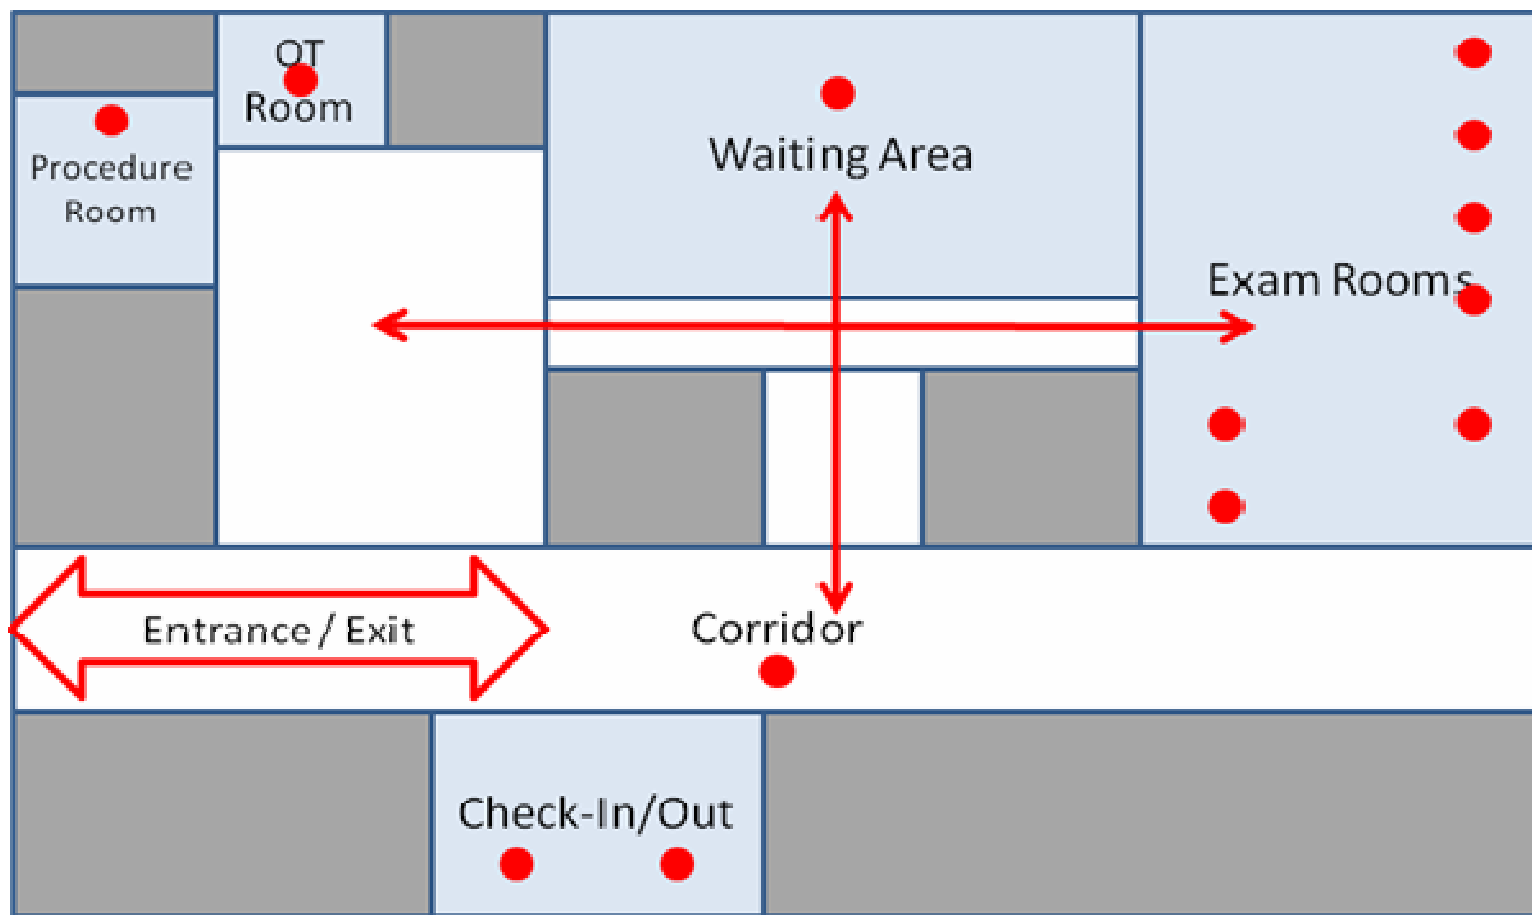 OT
Room
Procedure
Room
Waiting Area
Exam Rooms
Entrance / Exit
Corridor
Check-In/Out